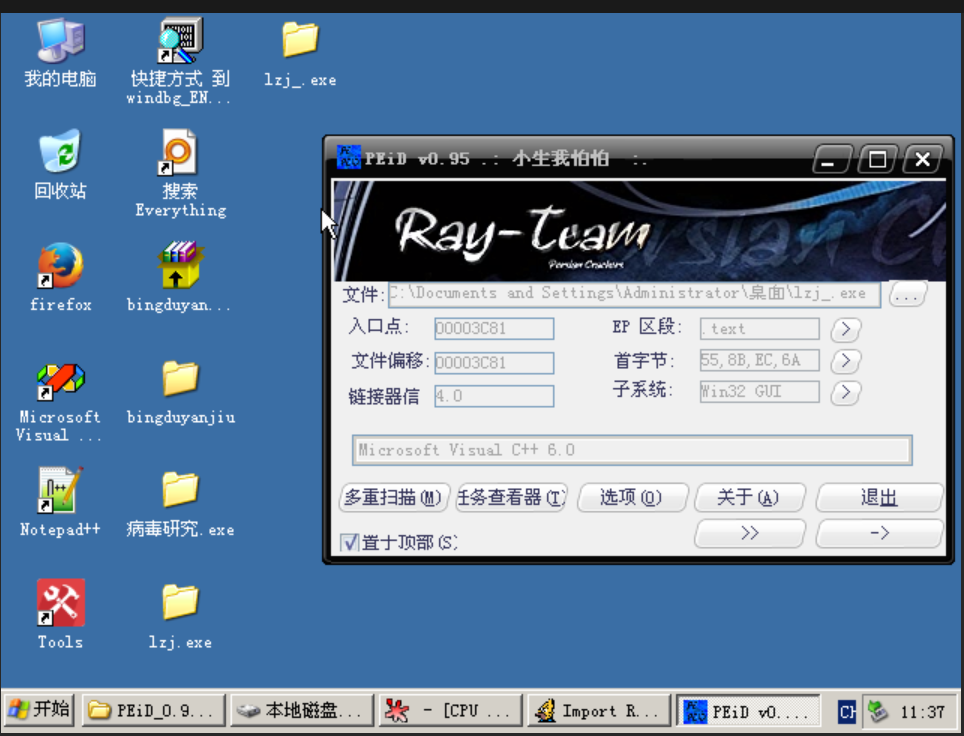 我的电脑
快捷方式 到
windbg_EN...
lzj_.exe
回收站
搜索
Everything
firefox
bingduyan...
Microsoft
Visual ...
bingduyanjiu
Notepad++
病毒研究.exe
Tools
lzj.exe
PEiD v0.95 .: 小生我怕怕 :.
Ray-Team
Persian Crackers
文件: C:\Documents and Settings\Administrator\桌面\lzj_.exe ...
入口点: 00003C81 EP 区段: .text >
文件偏移: 00003C81 首字节: 55,8B,EC,6A >
链接器信 4.0 子系统: Win32 GUI >
Microsoft Visual C++ 6.0
多重扫描(M) 任务查看器(T) 选项(O) 关于(A) 退出
置于顶部(S) >> ->
开始 PEiD_0.9... 本地磁盘... - [CPU ... Import R... PEiD v0.... CH 11:37